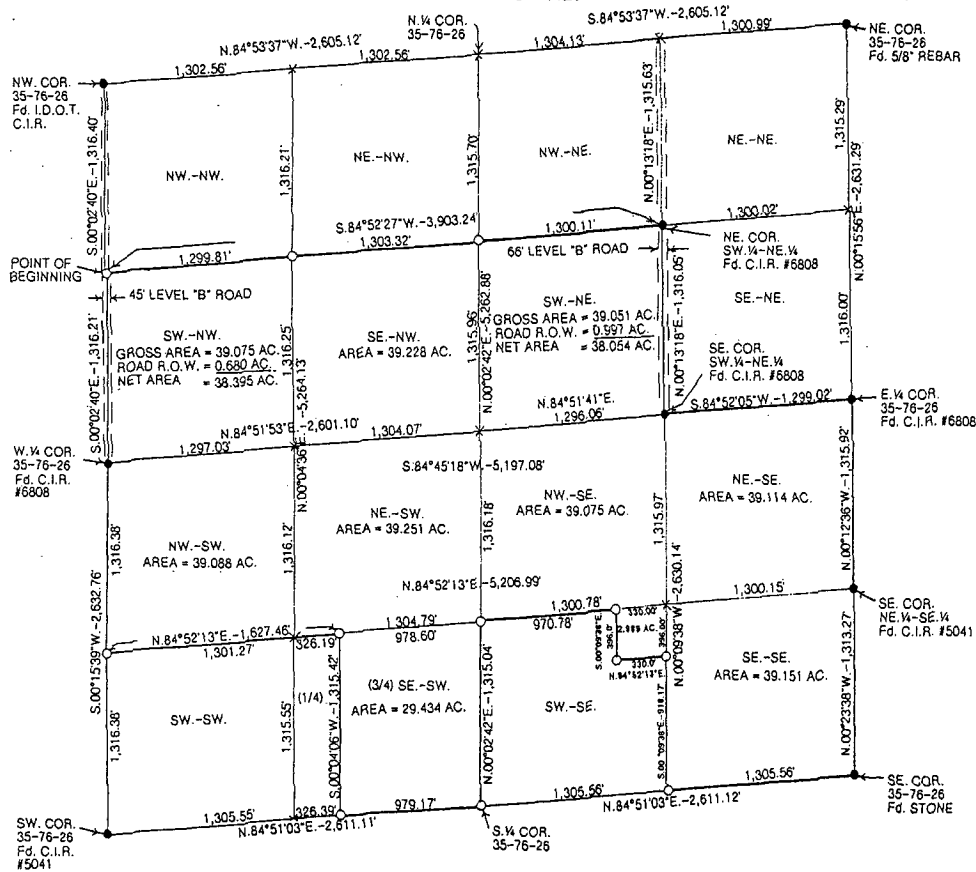 N.¼ COR.
35-76-26
S.84°53'37"W.-2,605.12'
N.84°53'37"W.-2,605.12'
1,302.56'
1,302.56'
1,304.13'
1,300.99'
NE. COR.
35-76-26
Fd. 5/8" REBAR
NW. COR.
35-76-26
Fd. I.D.O.T.
C.I.R.
S.00°02'40"E.-1,316.40'
1,316.21'
1,315.70'
N.00°13'18"E.-1,315.63'
1,315.29'
N.00°15'56"E.-2,631.29'
NW.-NW.
NE.-NW.
NW.-NE.
NE.-NE.
S.84°52'27"W.-3,903.24'
1,299.81'
1,303.32'
1,300.11'
1,300.02'
POINT OF
BEGINNING
45' LEVEL "B" ROAD
66' LEVEL "B" ROAD
NE. COR.
SW.¼-NE.¼
Fd. C.I.R. #6808
S.00°02'40"E.-1,316.21'
SW.-NW.
GROSS AREA = 39.075 AC.
ROAD R.O.W. = 0.680 AC.
NET AREA = 38.395 AC.
1,316.25'
N.00°04'36"E.-5,264.13'
SE.-NW.
AREA = 39.228 AC.
1,315.96'
N.00°02'42"E.-5,262.88'
SW.-NE.
GROSS AREA = 39.051 AC.
ROAD R.O.W. = 0.997 AC.
NET AREA = 38.054 AC.
N.00°13'18"E.-1,316.05'
SE.-NE.
1,316.00'
SE. COR.
SW.¼-NE.¼
Fd. C.I.R. #6808
N.84°51'41"E.
1,296.06'
S.84°52'05"W.-1,299.02'
E.¼ COR.
35-76-26
Fd. C.I.R. #6808
W.¼ COR.
35-76-26
Fd. C.I.R.
#6808
N.84°51'53"E.-2,601.10'
1,297.03'
1,304.07'
S.84°45'18"W.-5,197.08'
1,316.38'
S.00°15'39"W.-2,632.76'
NW.-SW.
AREA = 39.088 AC.
1,316.12'
NE.-SW.
AREA = 39.251 AC.
1,316.18'
NW.-SE.
AREA = 39.075 AC.
1,315.97'
N.00°09'38"W.-2,630.14'
NE.-SE.
AREA = 39.114 AC.
N.00°12'36"W.-1,315.92'
N.84°52'13"E.-5,206.99'
1,304.79'
1,300.78'
1,300.15'
SE. COR.
NE.¼-SE.¼
Fd. C.I.R. #5041
N.84°52'13"E.-1,627.46'
1,301.27'
326.19'
978.60'
970.78'
330.00'
S.00°09'38"E.
396.0'
2.989 AC.
396.00'
330.0'
N.84°52'13"E.
1,316.38'
SW.-SW.
1,315.55'
(1/4)
S.00°04'06"W.-1,315.42'
(3/4) SE.-SW.
AREA = 29.434 AC.
N.00°02'42"E.-1,315.04'
SW.-SE.
SE.-SE.
AREA = 39.151 AC.
N.00°23'38"W.-1,313.27'
1,305.55'
326.39'
979.17'
1,305.56'
1,305.56'
N.84°51'03"E.-2,611.11'
N.84°51'03"E.-2,611.12'
SW. COR.
35-76-26
Fd. C.I.R.
#5041
S.¼ COR.
35-76-26
SE. COR.
35-76-26
Fd. STONE